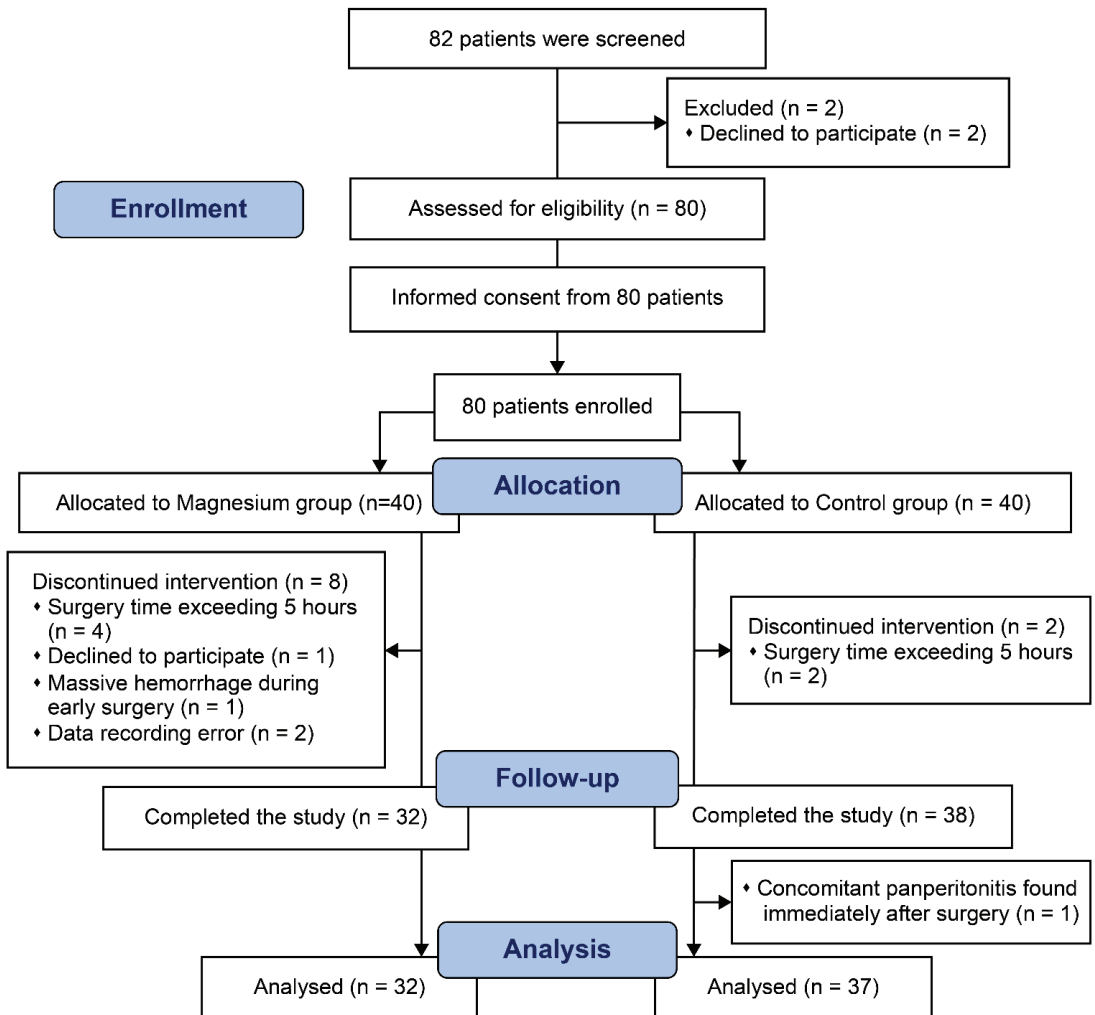 82 patients were screened
Excluded (n = 2)
♦ Declined to participate (n = 2)
Enrollment
Assessed for eligibility (n = 80)
Informed consent from 80 patients
80 patients enrolled
Allocation
Allocated to Magnesium group (n=40)
Allocated to Control group (n = 40)
Discontinued intervention (n = 8)
♦ Surgery time exceeding 5 hours
(n = 4)
♦ Declined to participate (n = 1)
♦ Massive hemorrhage during
early surgery (n = 1)
♦ Data recording error (n = 2)
Discontinued intervention (n = 2)
♦ Surgery time exceeding 5 hours
(n = 2)
Follow-up
Completed the study (n = 32)
Completed the study (n = 38)
♦ Concomitant panperitonitis found
immediately after surgery (n = 1)
Analysis
Analysed (n = 32)
Analysed (n = 37)